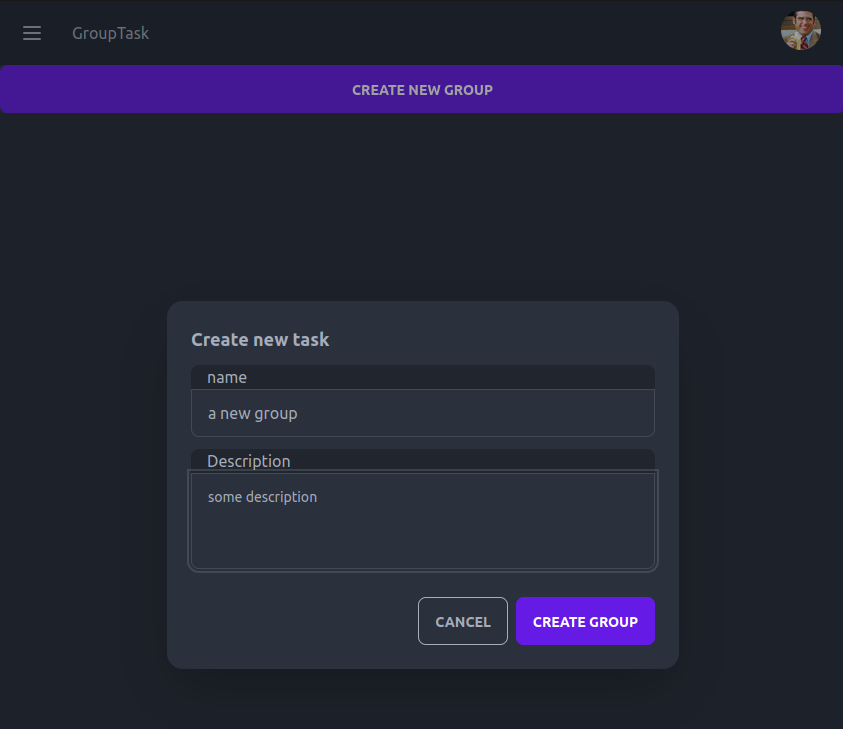 GroupTask
CREATE NEW GROUP
Create new task
name
a new group
Description
some description
CANCEL CREATE GROUP